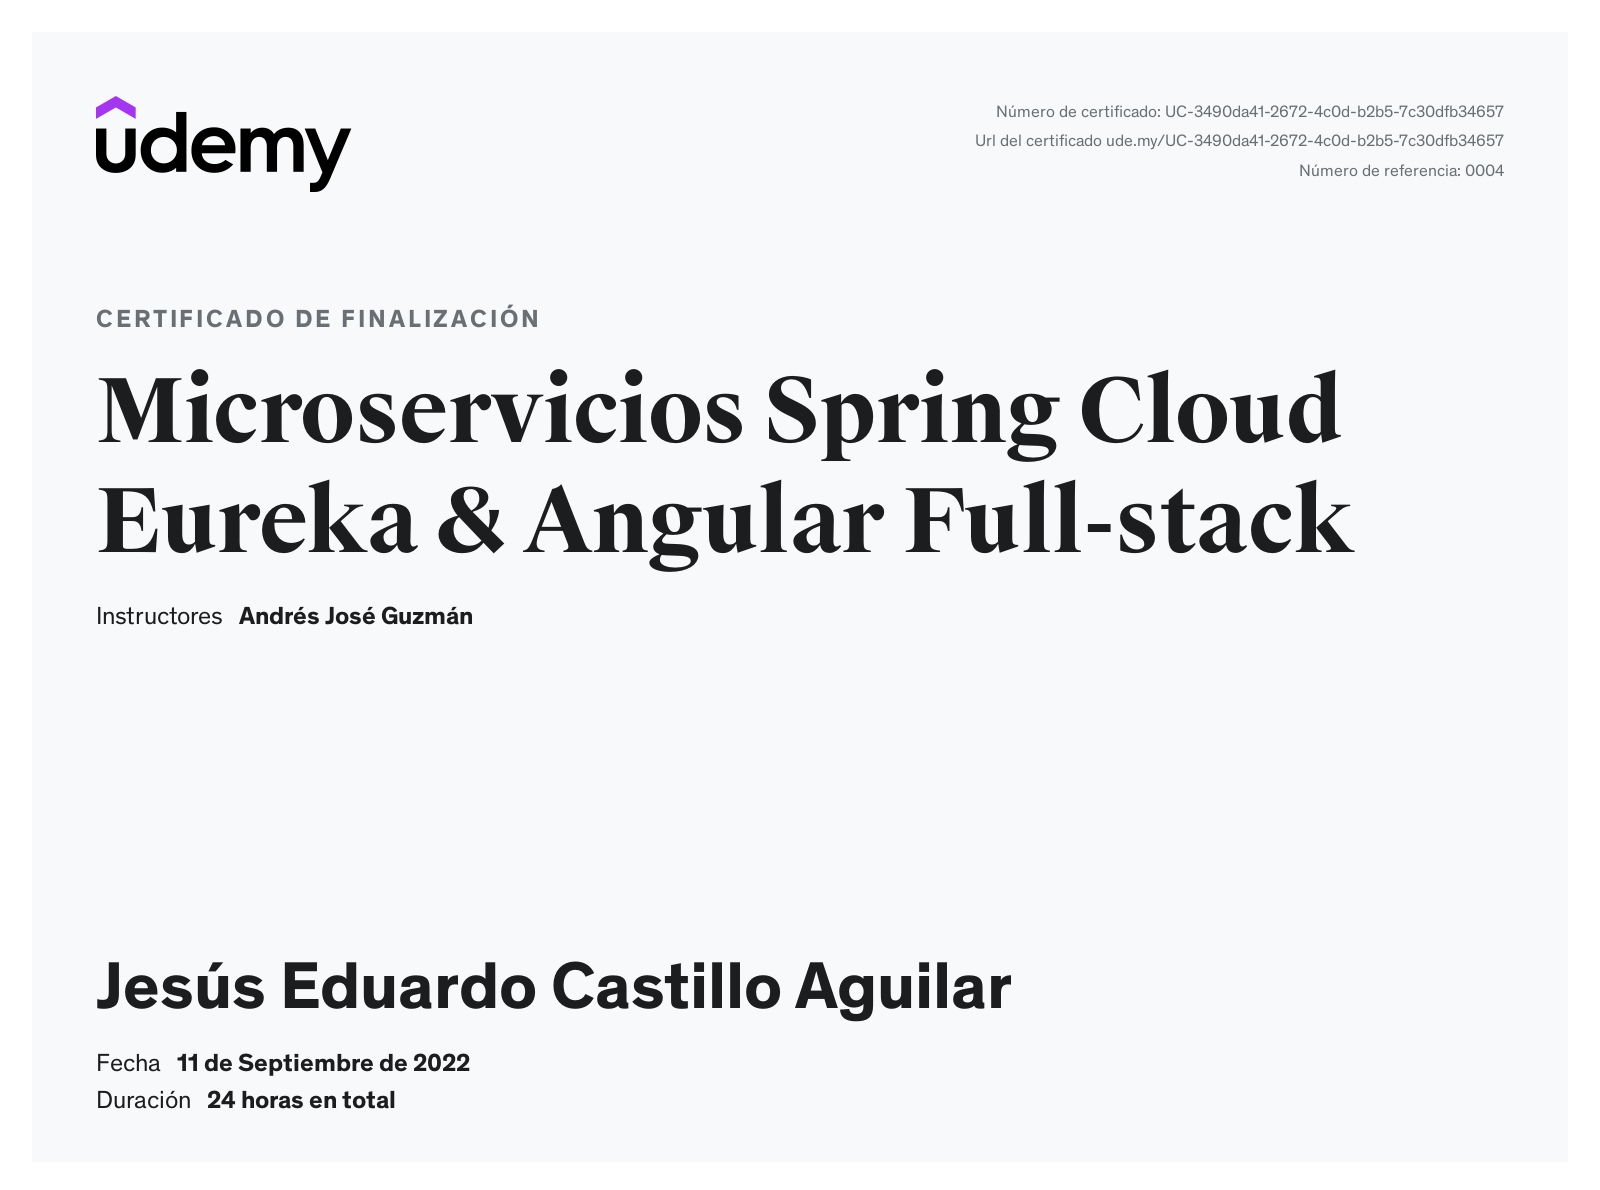 udemy
Número de certificado: UC-3490da41-2672-4c0d-b2b5-7c30dfb34657
Url del certificado ude.my/UC-3490da41-2672-4c0d-b2b5-7c30dfb34657
Número de referencia: 0004
CERTIFICADO DE FINALIZACIÓN
Microservicios Spring Cloud
Eureka & Angular Full-stack
Instructores Andrés José Guzmán
Jesús Eduardo Castillo Aguilar
Fecha 11 de Septiembre de 2022
Duración 24 horas en total